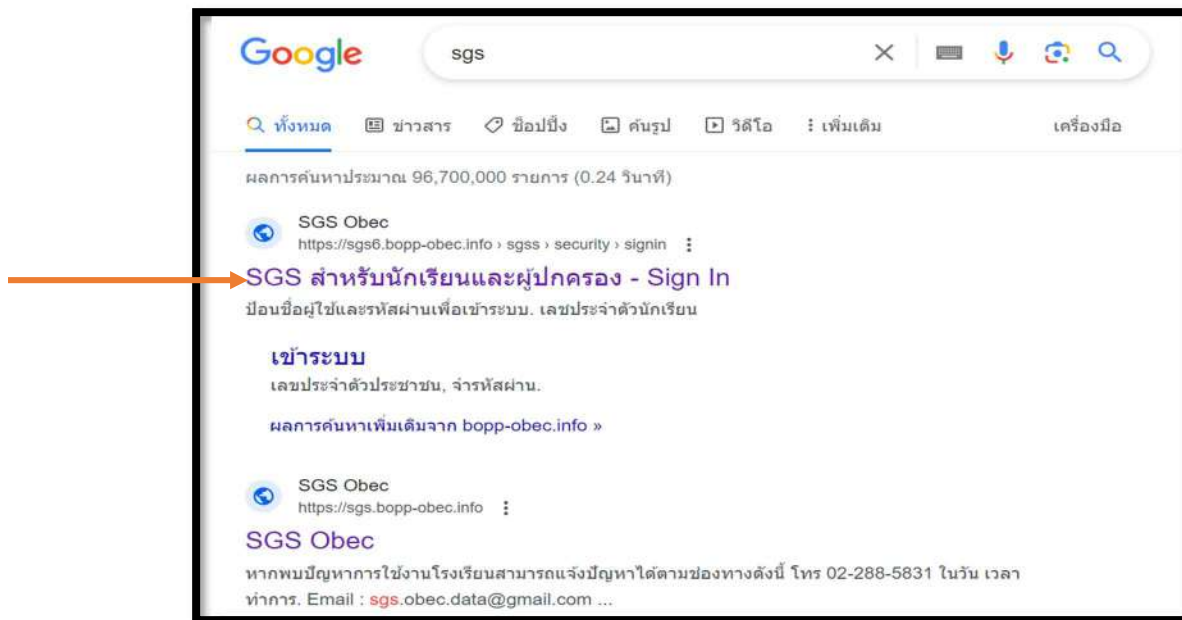 Google sgs
ทั้งหมด ข่าวสาร ช็อปปิ้ง ค้นรูป วิดีโอ เพิ่มเติม เครื่องมือ
ผลการค้นหาประมาณ 96,700,000 รายการ (0.24 วินาที)
SGS Obec
https://sgs6.bopp-obec.info › sgss › security › signin
SGS สำหรับนักเรียนและผู้ปกครอง - Sign In
ป้อนชื่อผู้ใช้และรหัสผ่านเพื่อเข้าระบบ. เลขประจำตัวนักเรียน
เข้าระบบ
เลขประจำตัวประชาชน, จำรหัสผ่าน.
ผลการค้นหาเพิ่มเติมจาก bopp-obec.info »
SGS Obec
https://sgs.bopp-obec.info
SGS Obec
หากพบปัญหาการใช้งานโรงเรียนสามารถแจ้งปัญหาได้ตามช่องทางดังนี้ โทร 02-288-5831 ในวัน เวลา
ทำการ. Email : sgs.obec.data@gmail.com ...